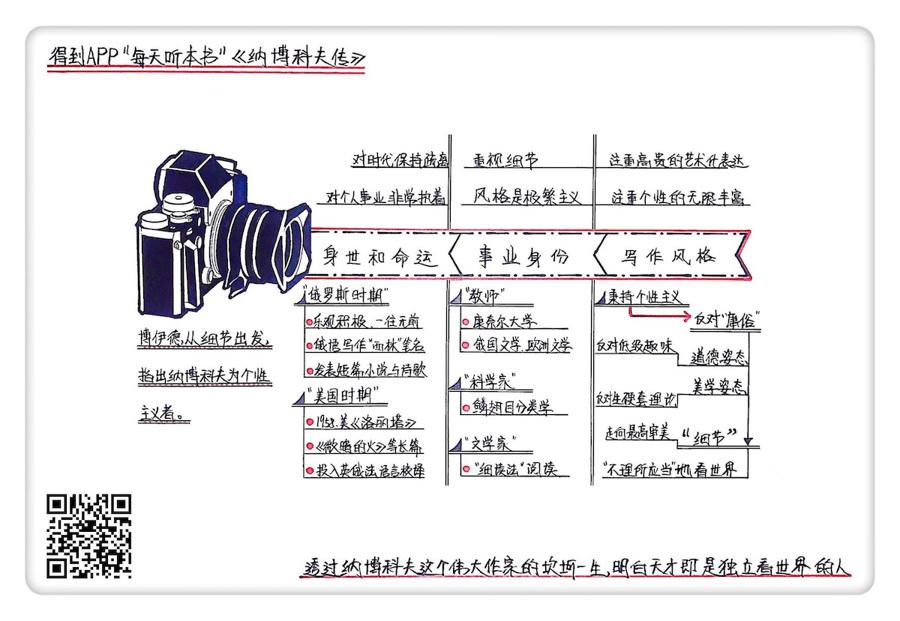 得到APP"每天听本书"《纳博科夫传》
对时代保持疏离
重视细节
注重高贵的艺术化表达
对个人事业非常执着
风格是极繁主义
注重个性的无限丰富
身世和命运
事业身份
写作风格
"俄罗斯时期"
乐观积极、一往无前
俄语写作"西林"笔名
发表短篇小说与诗歌
"美国时期"
1958.美《洛丽塔》
《微暗的火》等长篇
投入英俄法语言
"教师"
康奈尔大学
俄国文学、欧洲文学
"科学家"
鳞翅目分类学
"文学家"
"细读法"阅读
秉持个性主义
反对"庸俗"
反对低级趣味
道德姿态
美学姿态
反对生硬套理论
走向最高审美
"细节"
"不理所应当"地看世界
博伊德,从细节出发,
指出纳博科夫为个性
主义者。
透过纳博科夫这个伟大作家的坎坷一生,明白天才即是独立看世界的人